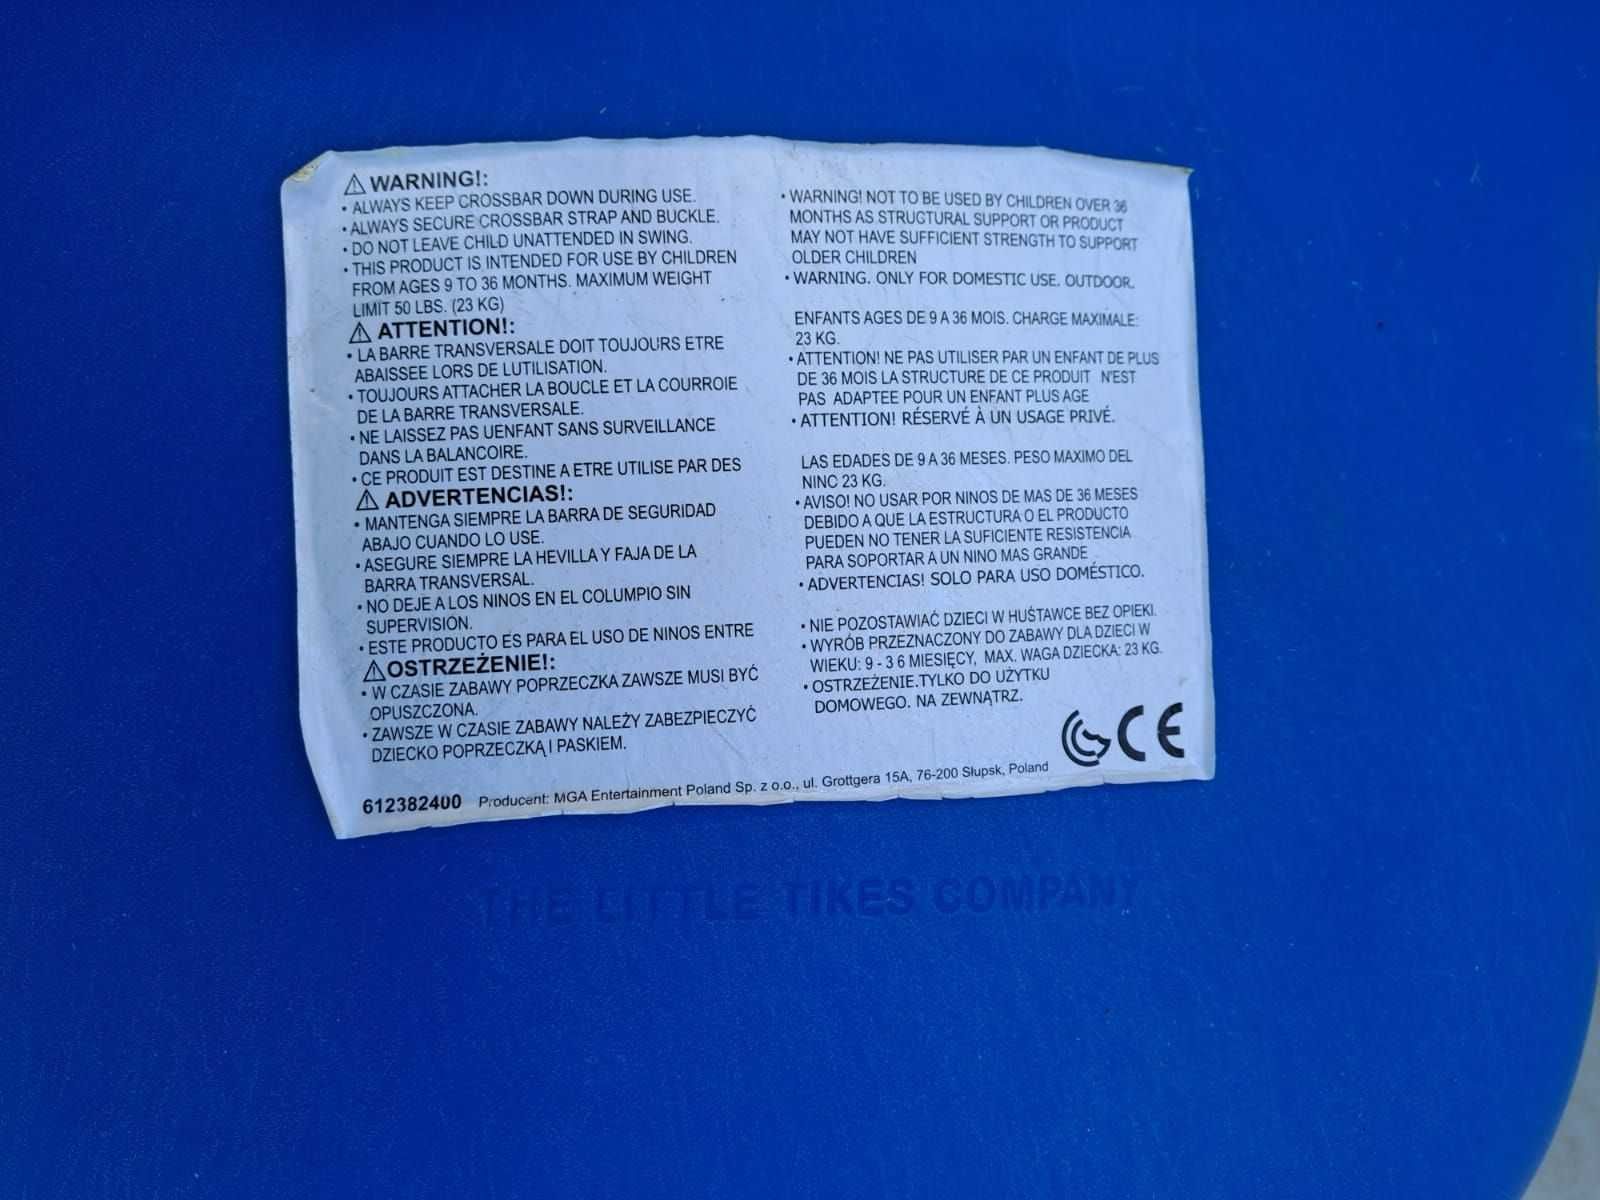 ⚠ WARNING!:
• ALWAYS KEEP CROSSBAR DOWN DURING USE.
• ALWAYS SECURE CROSSBAR STRAP AND BUCKLE.
• DO NOT LEAVE CHILD UNATTENDED IN SWING.
• THIS PRODUCT IS INTENDED FOR USE BY CHILDREN
FROM AGES 9 TO 36 MONTHS. MAXIMUM WEIGHT
LIMIT 50 LBS. (23 KG)
⚠ ATTENTION!:
• LA BARRE TRANSVERSALE DOIT TOUJOURS ETRE
ABAISSEE LORS DE LUTILISATION.
• TOUJOURS ATTACHER LA BOUCLE ET LA COURROIE
DE LA BARRE TRANSVERSALE.
• NE LAISSEZ PAS UENFANT SANS SURVEILLANCE
DANS LA BALANCOIRE.
• CE PRODUIT EST DESTINE A ETRE UTILISE PAR DES
⚠ ADVERTENCIAS!:
• MANTENGA SIEMPRE LA BARRA DE SEGURIDAD
ABAJO CUANDO LO USE.
• ASEGURE SIEMPRE LA HEVILLA Y FAJA DE LA
BARRA TRANSVERSAL.
• NO DEJE A LOS NINOS EN EL COLUMPIO SIN
SUPERVISIÓN.
• ESTE PRODUCTO ES PARA EL USO DE NINOS ENTRE
⚠OSTRZEŻENIE!:
• W CZASIE ZABAWY POPRZECZKA ZAWSZE MUSI BYĆ
OPUSZCZONA.
• ZAWSZE W CZASIE ZABAWY NALEŻY ZABEZPIECZYĆ
DZIECKO POPRZECZKĄ I PASKIEM.
• WARNING! NOT TO BE USED BY CHILDREN OVER 36
MONTHS AS STRUCTURAL SUPPORT OR PRODUCT
MAY NOT HAVE SUFFICIENT STRENGTH TO SUPPORT
OLDER CHILDREN
• WARNING. ONLY FOR DOMESTIC USE. OUTDOOR.
ENFANTS AGES DE 9 A 36 MOIS. CHARGE MAXIMALE:
23 KG.
• ATTENTION! NE PAS UTILISER PAR UN ENFANT DE PLUS
DE 36 MOIS LA STRUCTURE DE CE PRODUIT N'EST
PAS ADAPTEE POUR UN ENFANT PLUS AGE
• ATTENTION! RÉSERVÉ À UN USAGE PRIVÉ.
LAS EDADES DE 9 A 36 MESES. PESO MAXIMO DEL
NINC 23 KG.
• AVISO! NO USAR POR NINOS DE MAS DE 36 MESES
DEBIDO A QUE LA ESTRUCTURA O EL PRODUCTO
PUEDEN NO TENER LA SUFICIENTE RESISTENCIA
PARA SOPORTAR A UN NINO MAS GRANDE
• ADVERTENCIAS! SOLO PARA USO DOMÉSTICO.
• NIE POZOSTAWIAĆ DZIECI W HUŚTAWCE BEZ OPIEKI.
• WYRÓB PRZEZNACZONY DO ZABAWY DLA DZIECI W
WIEKU: 9 - 3 6 MIESIĘCY, MAX. WAGA DZIECKA: 23 KG.
• OSTRZEŻENIE.TYLKO DO UŻYTKU
DOMOWEGO. NA ZEWNĄTRZ.
CE
612382400 Producent: MGA Entertainment Poland Sp. z o.o., ul. Grottgera 15A, 76-200 Słupsk, Poland
THE LITTLE TIKES COMPANY